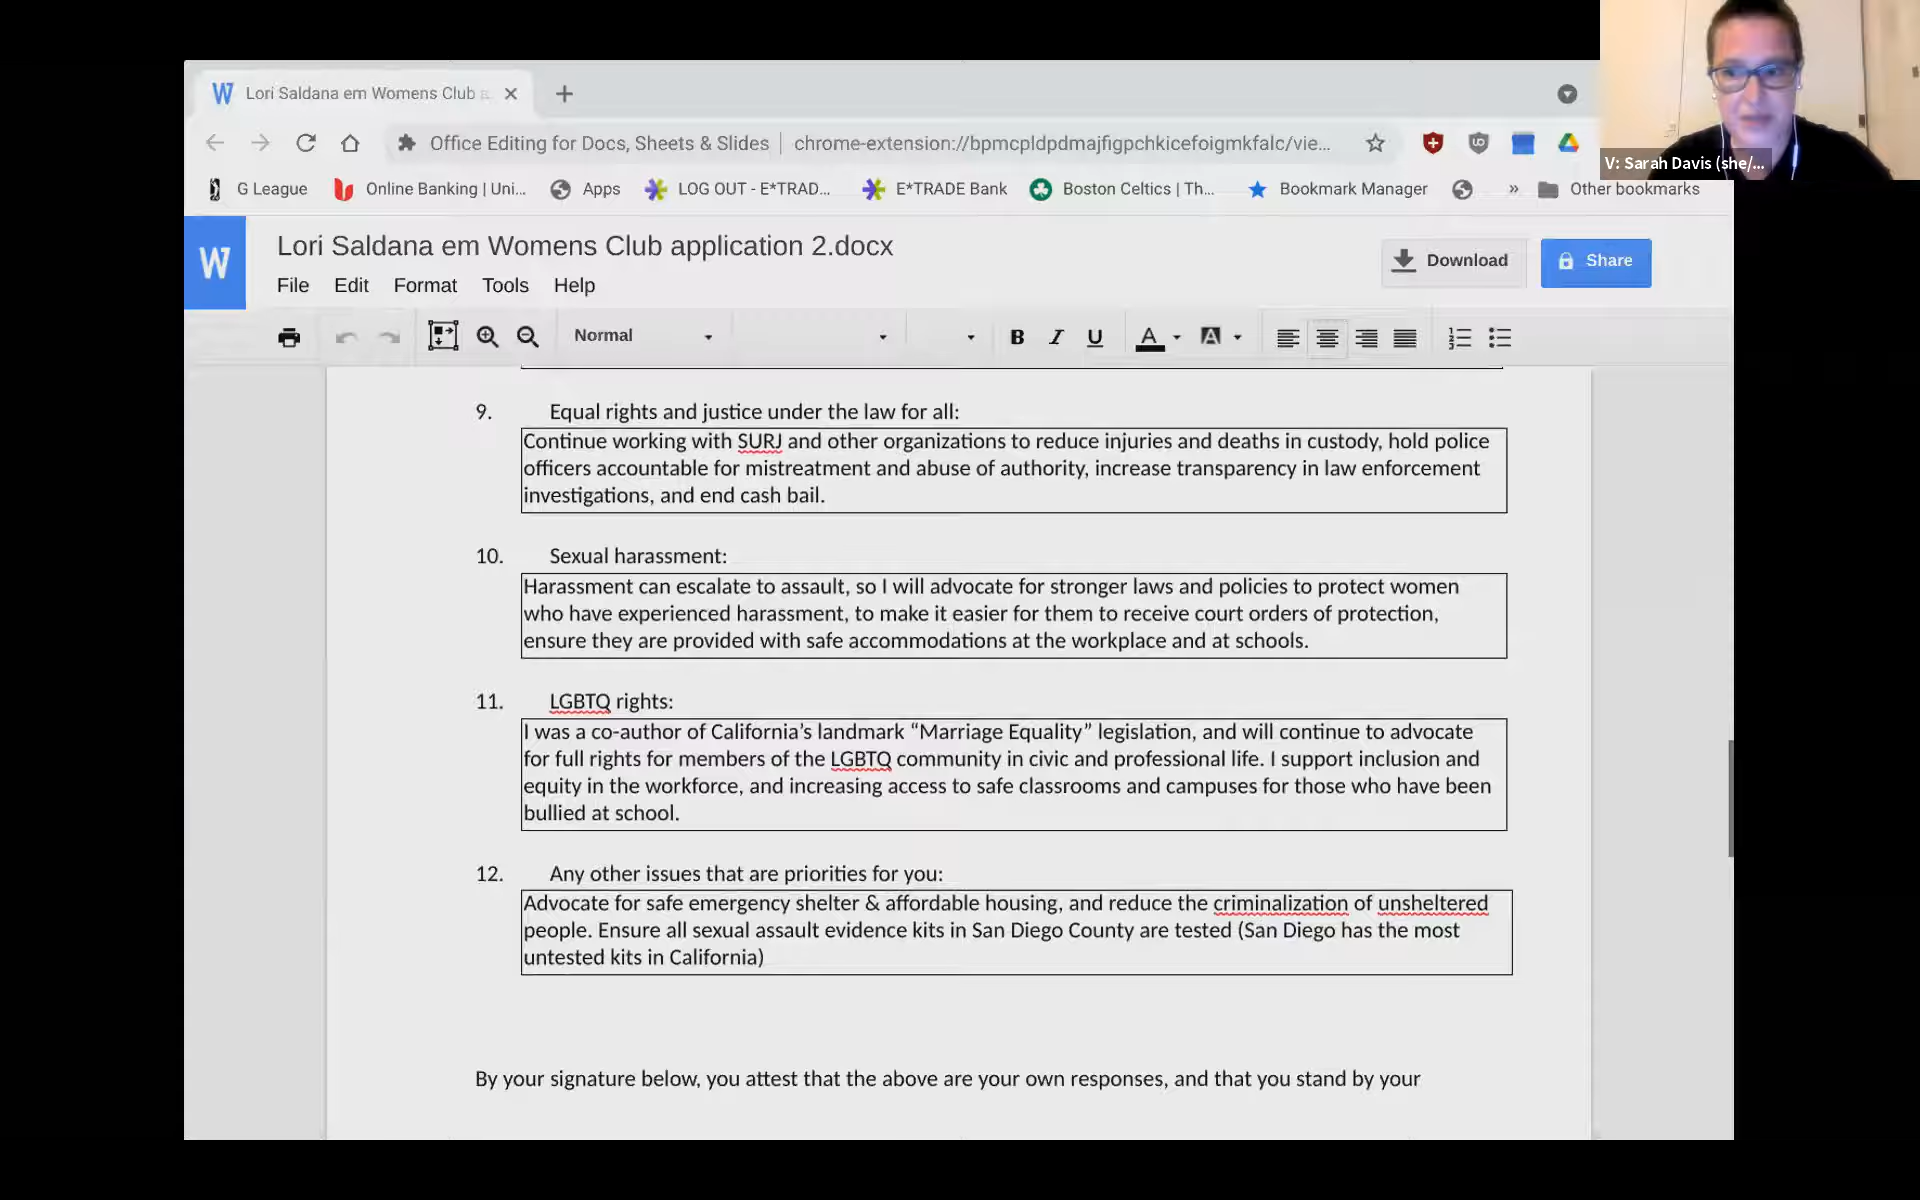 Lori Saldana em Womens Club a
Office Editing for Docs, Sheets & Slides | chrome-extension://bpmcpldpdmajfigpchkicefoigmkfalc/vie...
V: Sarah Davis (she/...
G League Online Banking | Uni... Apps LOG OUT - E*TRAD... E*TRADE Bank Boston Celtics | Th... Bookmark Manager » Other bookmarks
W
Lori Saldana em Womens Club application 2.docx
Download Share
File Edit Format Tools Help
Normal B I U A A
9. Equal rights and justice under the law for all:
Continue working with SURJ and other organizations to reduce injuries and deaths in custody, hold police
officers accountable for mistreatment and abuse of authority, increase transparency in law enforcement
investigations, and end cash bail.
10. Sexual harassment:
Harassment can escalate to assault, so I will advocate for stronger laws and policies to protect women
who have experienced harassment, to make it easier for them to receive court orders of protection,
ensure they are provided with safe accommodations at the workplace and at schools.
11. LGBTQ rights:
I was a co-author of California’s landmark “Marriage Equality” legislation, and will continue to advocate
for full rights for members of the LGBTQ community in civic and professional life. I support inclusion and
equity in the workforce, and increasing access to safe classrooms and campuses for those who have been
bullied at school.
12. Any other issues that are priorities for you:
Advocate for safe emergency shelter & affordable housing, and reduce the criminalization of unsheltered
people. Ensure all sexual assault evidence kits in San Diego County are tested (San Diego has the most
untested kits in California)
By your signature below, you attest that the above are your own responses, and that you stand by your